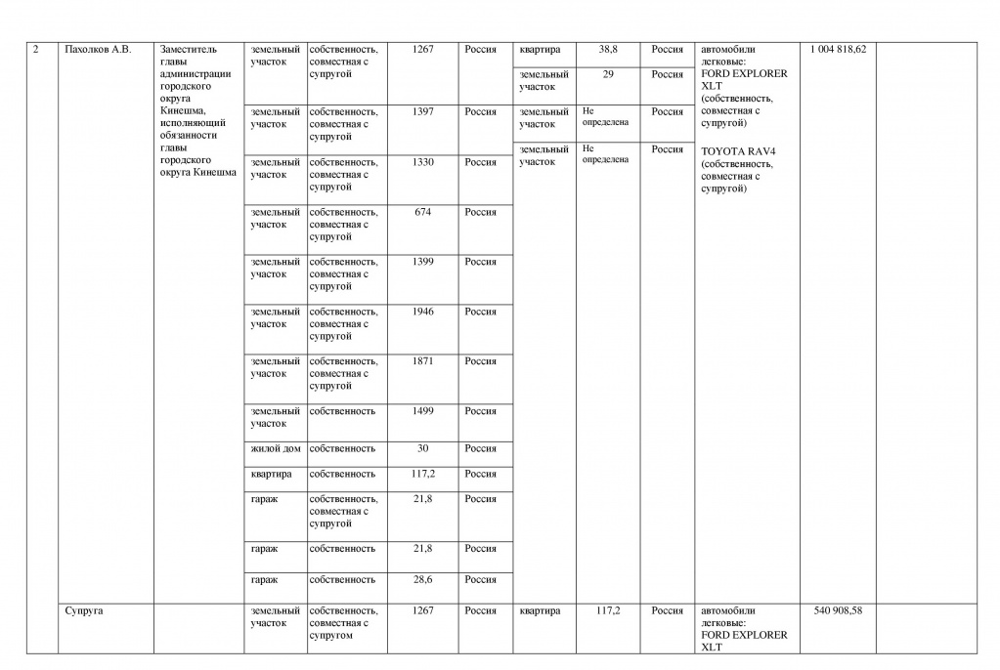 2
Пахолков А.В.
Заместитель
главы
администрации
городского
округа
Кинешма,
исполняющий
обязанности
главы
городского
округа Кинешма
земельный
участок
собственность,
совместная с
супругой
1267
Россия
земельный
участок
собственность,
совместная с
супругой
1397
Россия
земельный
участок
собственность,
совместная с
супругой
1330
Россия
земельный
участок
собственность,
совместная с
супругой
674
Россия
земельный
участок
собственность,
совместная с
супругой
1399
Россия
земельный
участок
собственность,
совместная с
супругой
1946
Россия
земельный
участок
собственность,
совместная с
супругой
1871
Россия
земельный
участок
собственность
1499
Россия
жилой дом
собственность
30
Россия
квартира
собственность
117,2
Россия
гараж
собственность,
совместная с
супругой
21,8
Россия
гараж
собственность
21,8
Россия
гараж
собственность
28,6
Россия
квартира
38,8
Россия
земельный
участок
29
Россия
земельный
участок
Не
определена
Россия
земельный
участок
Не
определена
Россия
автомобили
легковые:
FORD EXPLORER
XLT
(собственность,
совместная с
супругой)
TOYOTA RAV4
(собственность,
совместная с
супругой)
1 004 818,62
Супруга
земельный
участок
собственность,
совместная с
супругом
1267
Россия
квартира
117,2
Россия
автомобили
легковые:
FORD EXPLORER
XLT
540 908,58